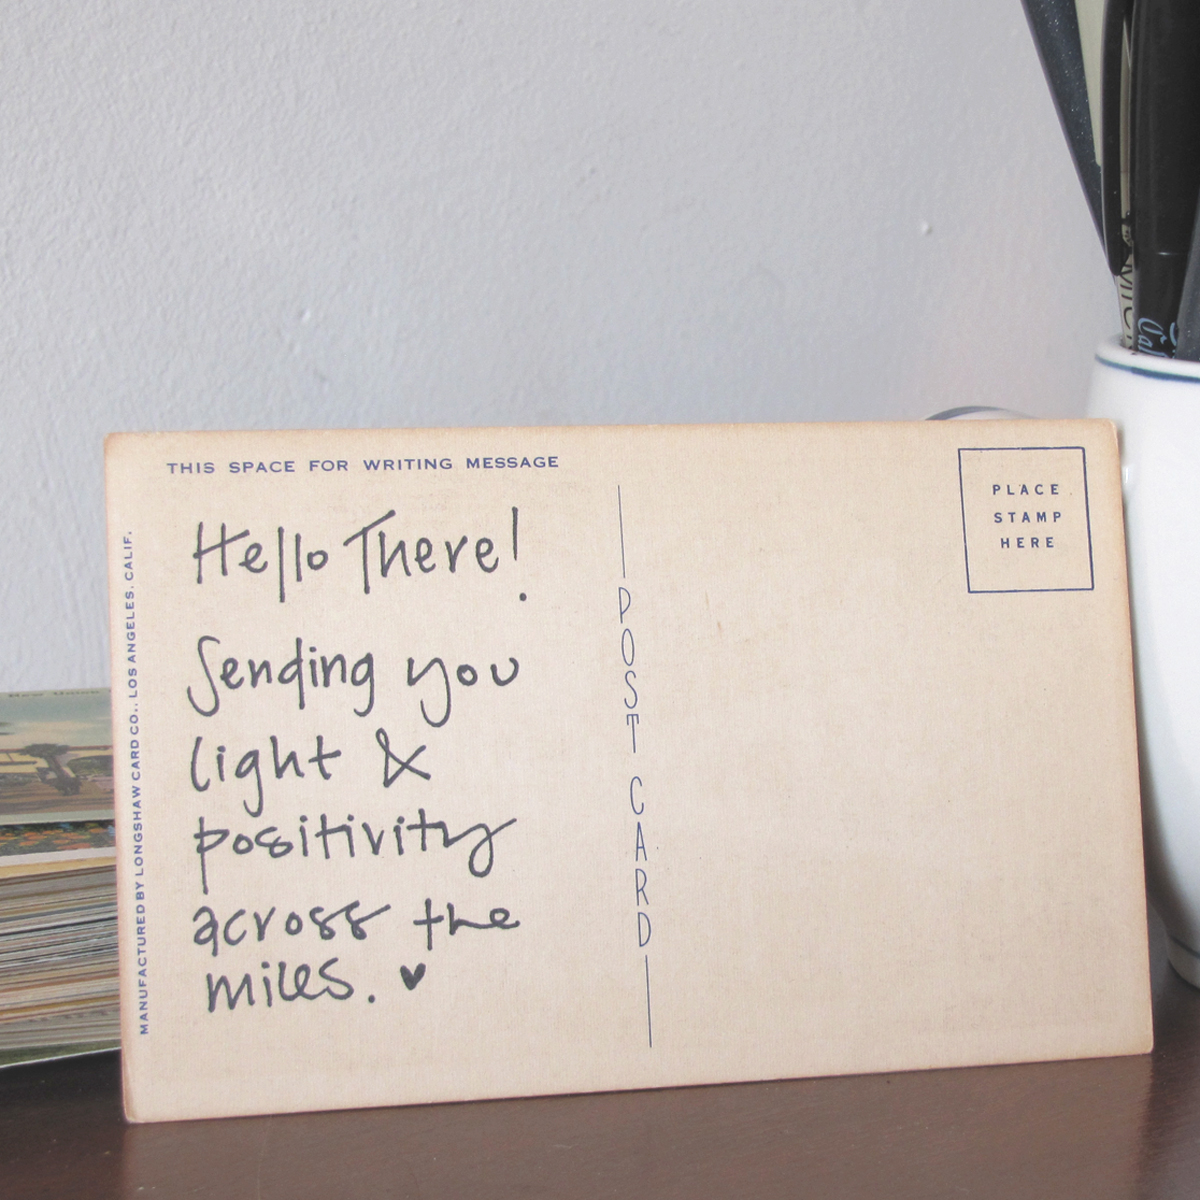 THIS SPACE FOR WRITING MESSAGE
Hello There!
Sending you
light &
positivity
across the
miles. ♥
MANUFACTURED BY LONGSHAW CARD CO., LOS ANGELES, CALIF.
POST CARD
PLACE
STAMP
HERE